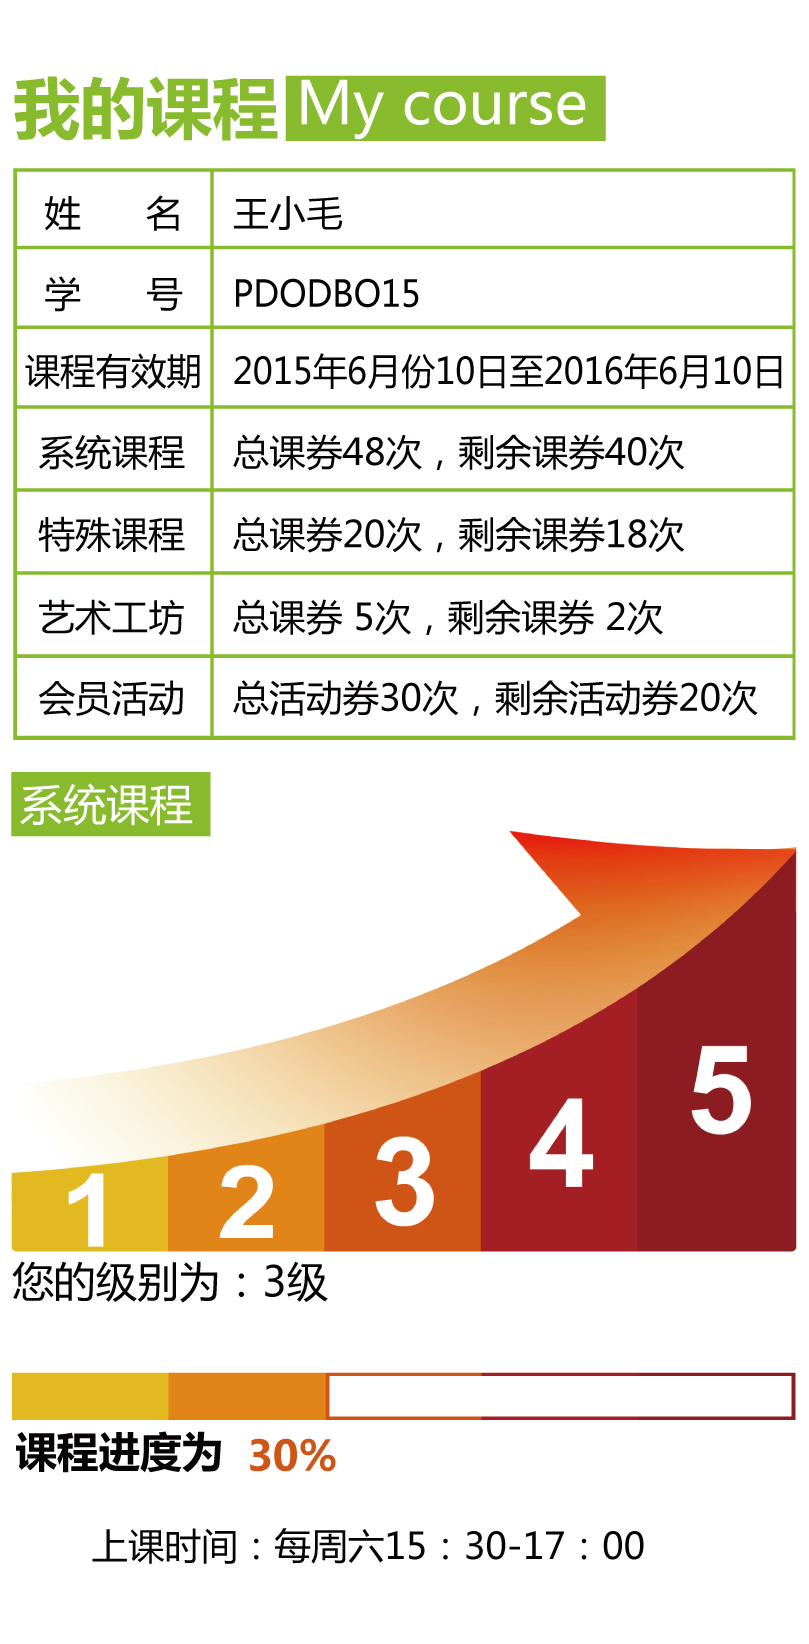 我的课程 My course
姓 名 王小毛
学 号 PDODBO15
课程有效期 2015年6月份10日至2016年6月10日
系统课程 总课券48次，剩余课券40次
特殊课程 总课券20次，剩余课券18次
艺术工坊 总课券 5次，剩余课券 2次
会员活动 总活动券30次，剩余活动券20次
系统课程
1 2 3 4 5
您的级别为：3级
课程进度为 30%
上课时间：每周六15：30-17：00